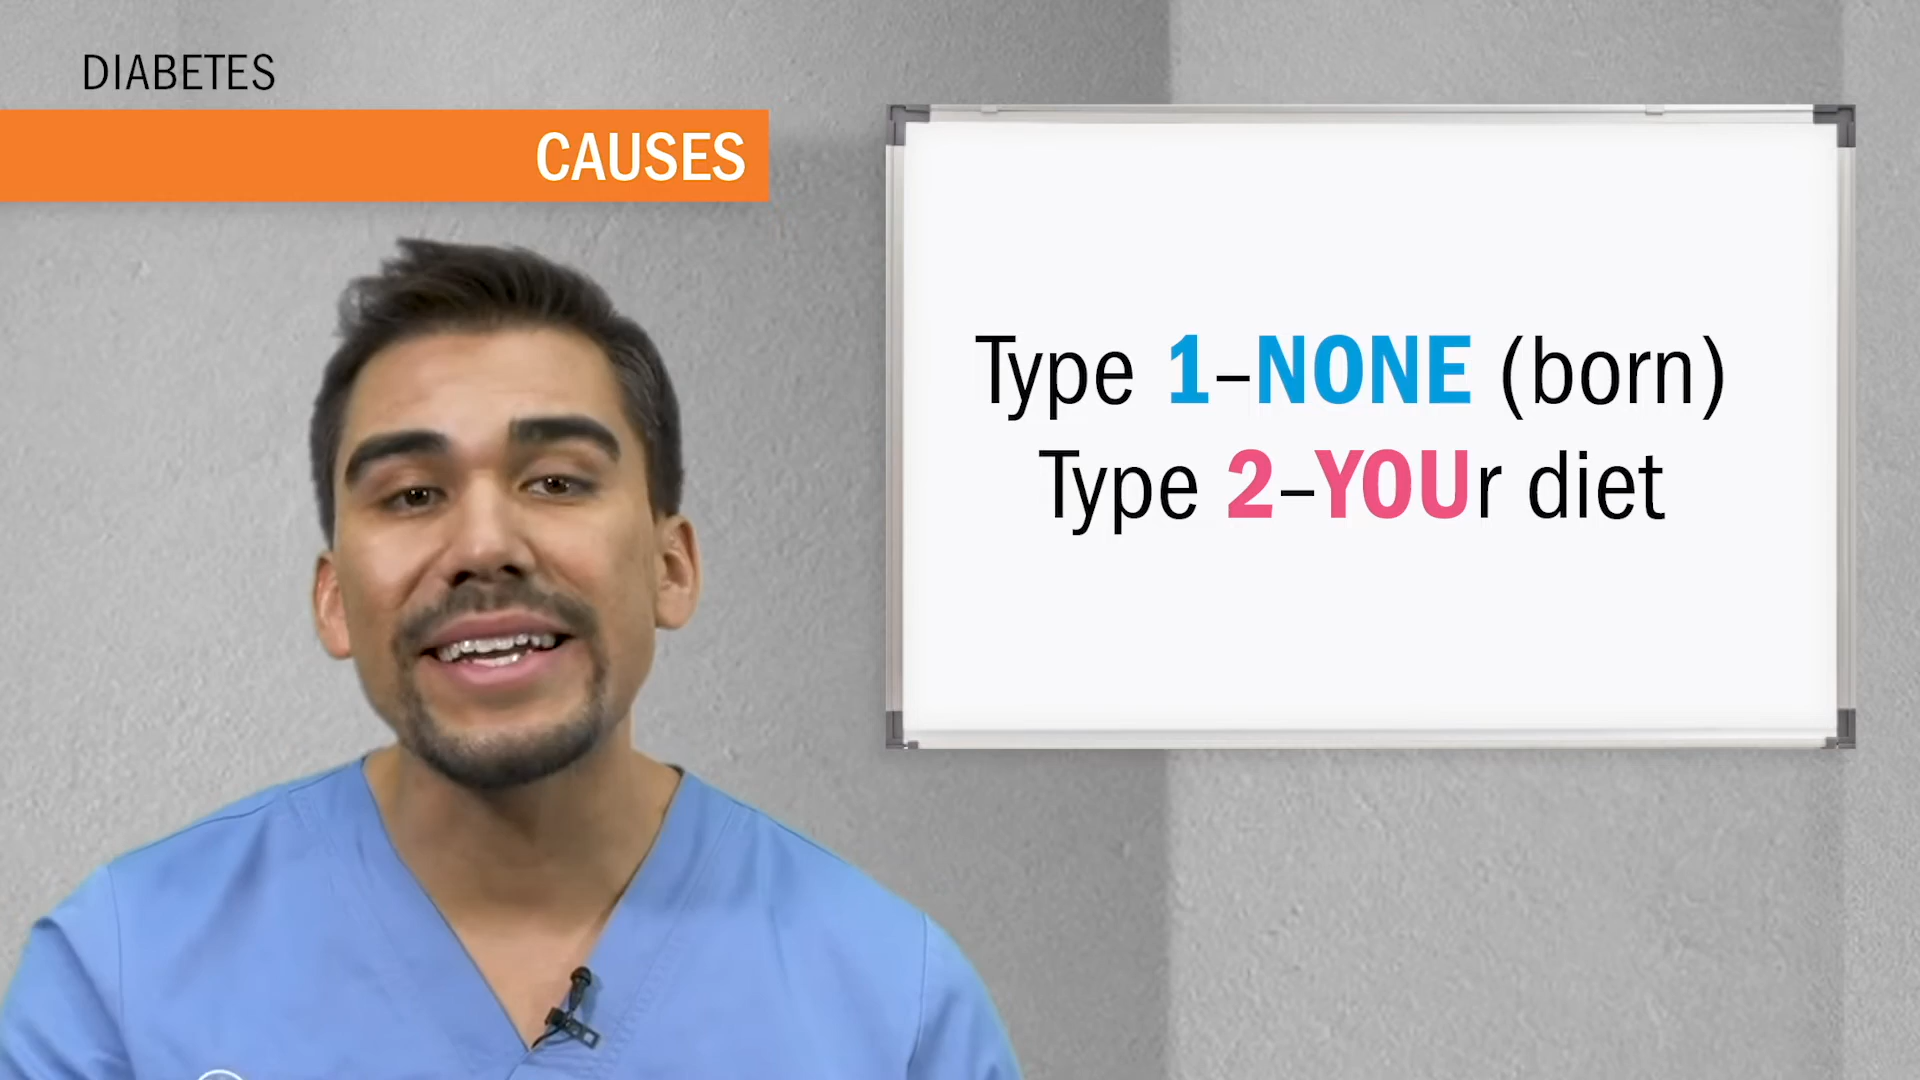 DIABETES
CAUSES
Type 1–NONE (born)
Type 2–YOUr diet